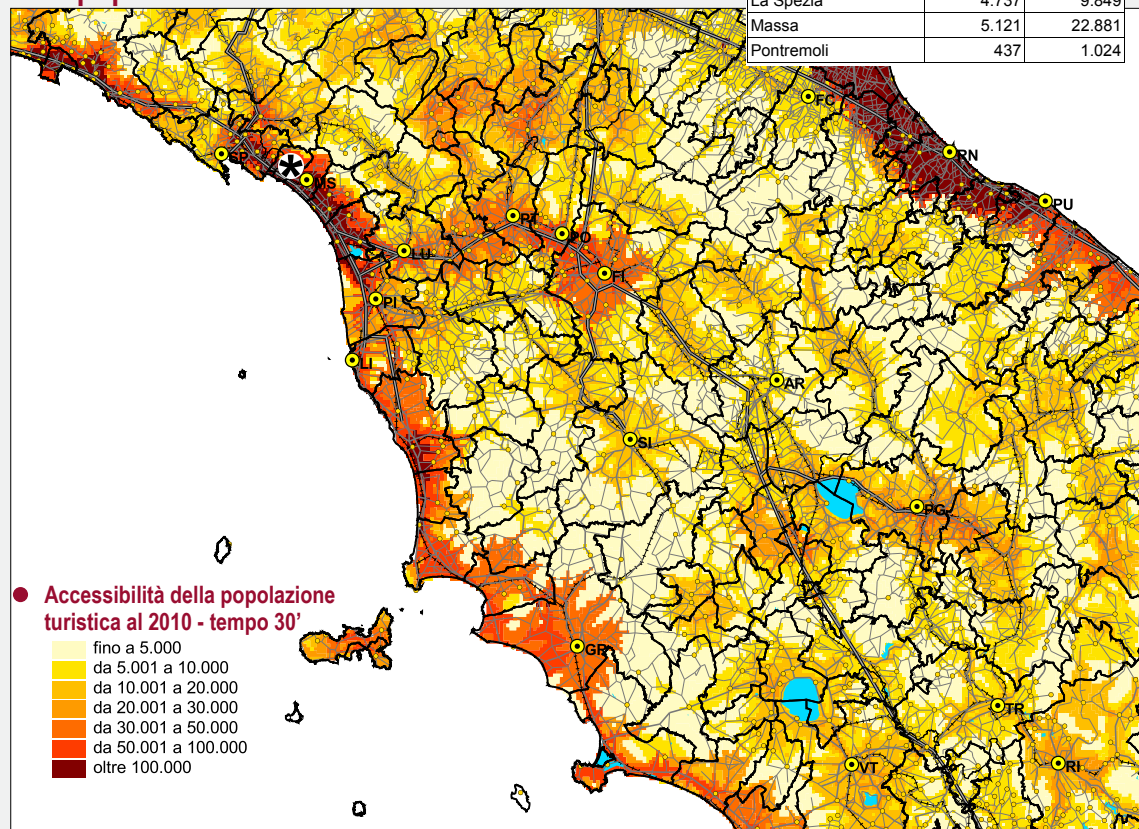 La Spezia 4.737 9.849
Massa 5.121 22.881
Pontremoli 437 1.024
FC
RN
SP
MS
PU
PT
PO
LU
FI
PI
LI
AR
SI
PG
Accessibilità della popolazione
turistica al 2010 - tempo 30’
fino a 5.000
da 5.001 a 10.000
da 10.001 a 20.000
da 20.001 a 30.000
da 30.001 a 50.000
da 50.001 a 100.000
oltre 100.000
GR
TR
VT
RI